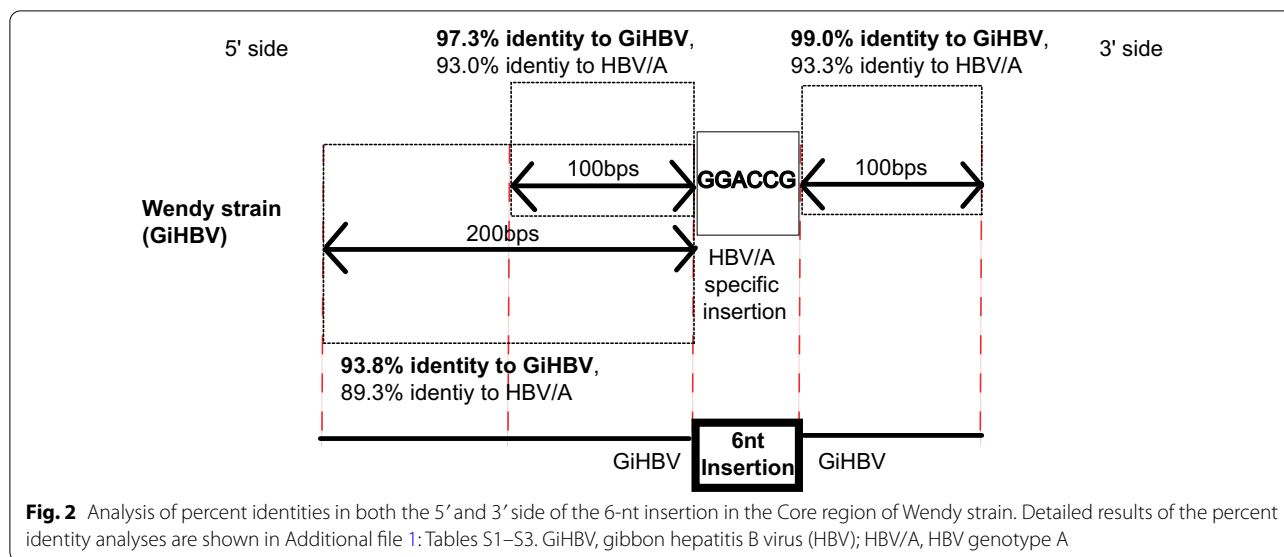 5' side
97.3% identity to GiHBV,
93.0% identiy to HBV/A
99.0% identity to GiHBV,
93.3% identiy to HBV/A
3' side
100bps
GGACCG
100bps
Wendy strain
(GiHBV)
200bps
HBV/A
specific
insertion
93.8% identity to GiHBV,
89.3% identiy to HBV/A
GiHBV
6nt
Insertion
GiHBV
Fig. 2 Analysis of percent identities in both the 5′ and 3′ side of the 6-nt insertion in the Core region of Wendy strain. Detailed results of the percent
identity analyses are shown in Additional file 1: Tables S1–S3. GiHBV, gibbon hepatitis B virus (HBV); HBV/A, HBV genotype A